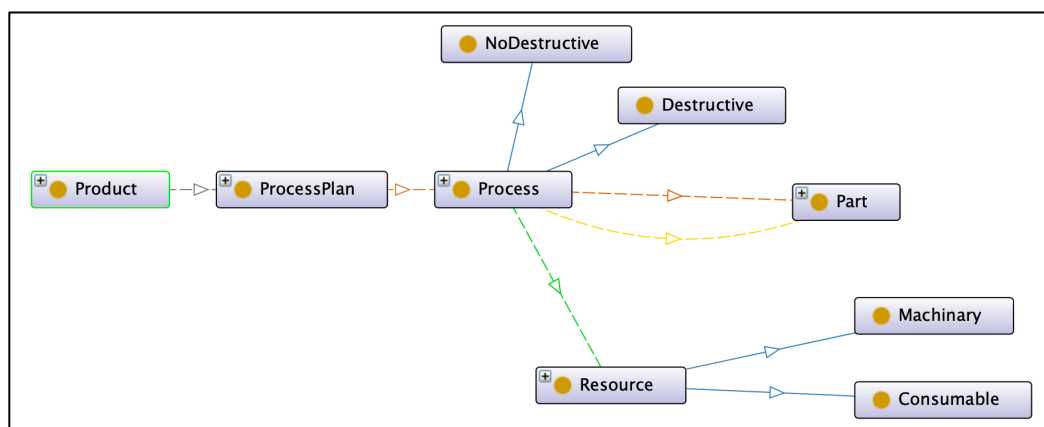 NoDestructive
Destructive
Product
ProcessPlan
Process
Part
Machinary
Resource
Consumable